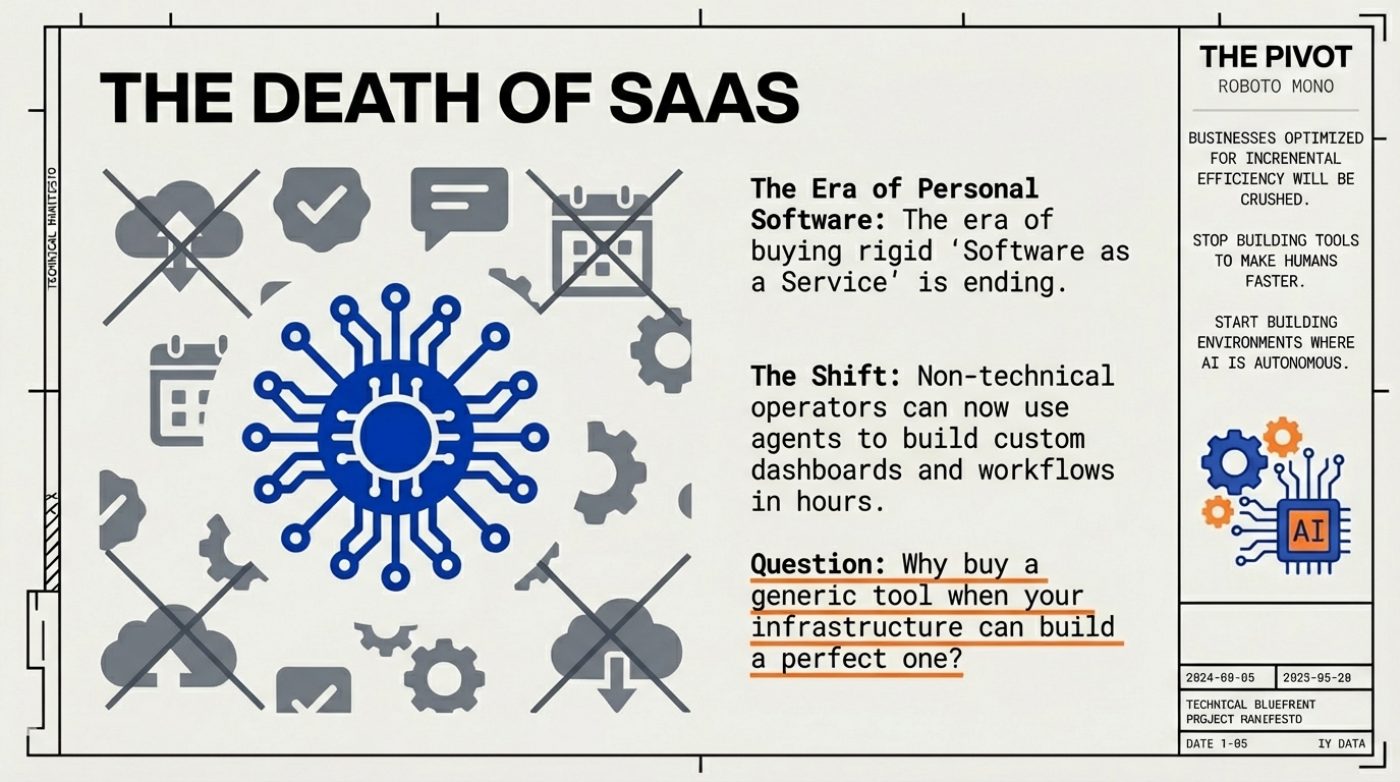 THE DEATH OF SAAS
The Era of Personal
Software: The era of
buying rigid ‘Software as
a Service’ is ending.
The Shift: Non-technical
operators can now use
agents to build custom
dashboards and workflows
in hours.
Question: Why buy a
generic tool when your
infrastructure can build
a perfect one?
THE PIVOT
ROBOTO MONO
BUSINESSES OPTIMIZED
FOR INCRENENTAL
EFFICIENCY WILL BE
CRUSHED.
STOP BUILDING TOOLS
TO MAKE HUMANS
FASTER.
START BUILDING
ENVIRONMENTS WHERE
AI IS AUTONOMOUS.
AI
2024-60-05
2025-95-20
TECHNICAL BLUEFRENT
PRGJECT RANIFESTO
DATE 1-05
IY DATA
TECHNICAL